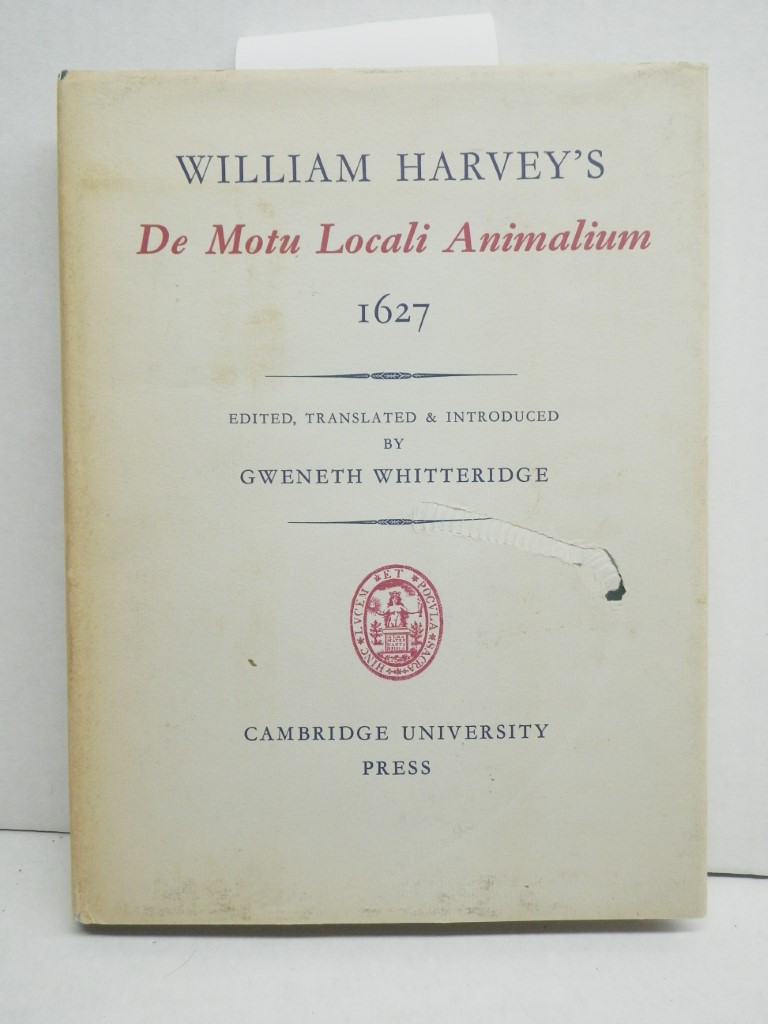 WILLIAM HARVEY'S
De Motu Locali Animalium
1627
EDITED, TRANSLATED & INTRODUCED
BY
GWENETH WHITTERIDGE
HINC LVCEM ET POCVLA SACRA
CAMBRIDGE UNIVERSITY
PRESS